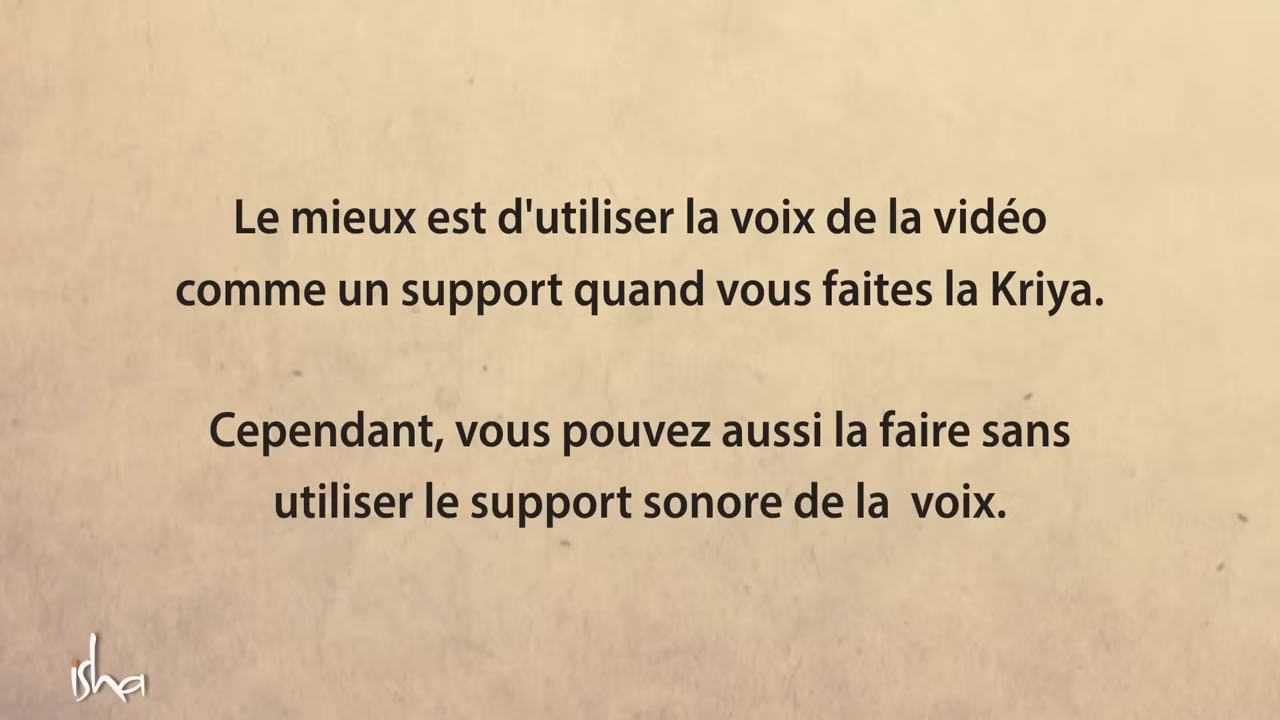 Le mieux est d'utiliser la voix de la vidéo
comme un support quand vous faites la Kriya.
Cependant, vous pouvez aussi la faire sans
utiliser le support sonore de la  voix.
isha